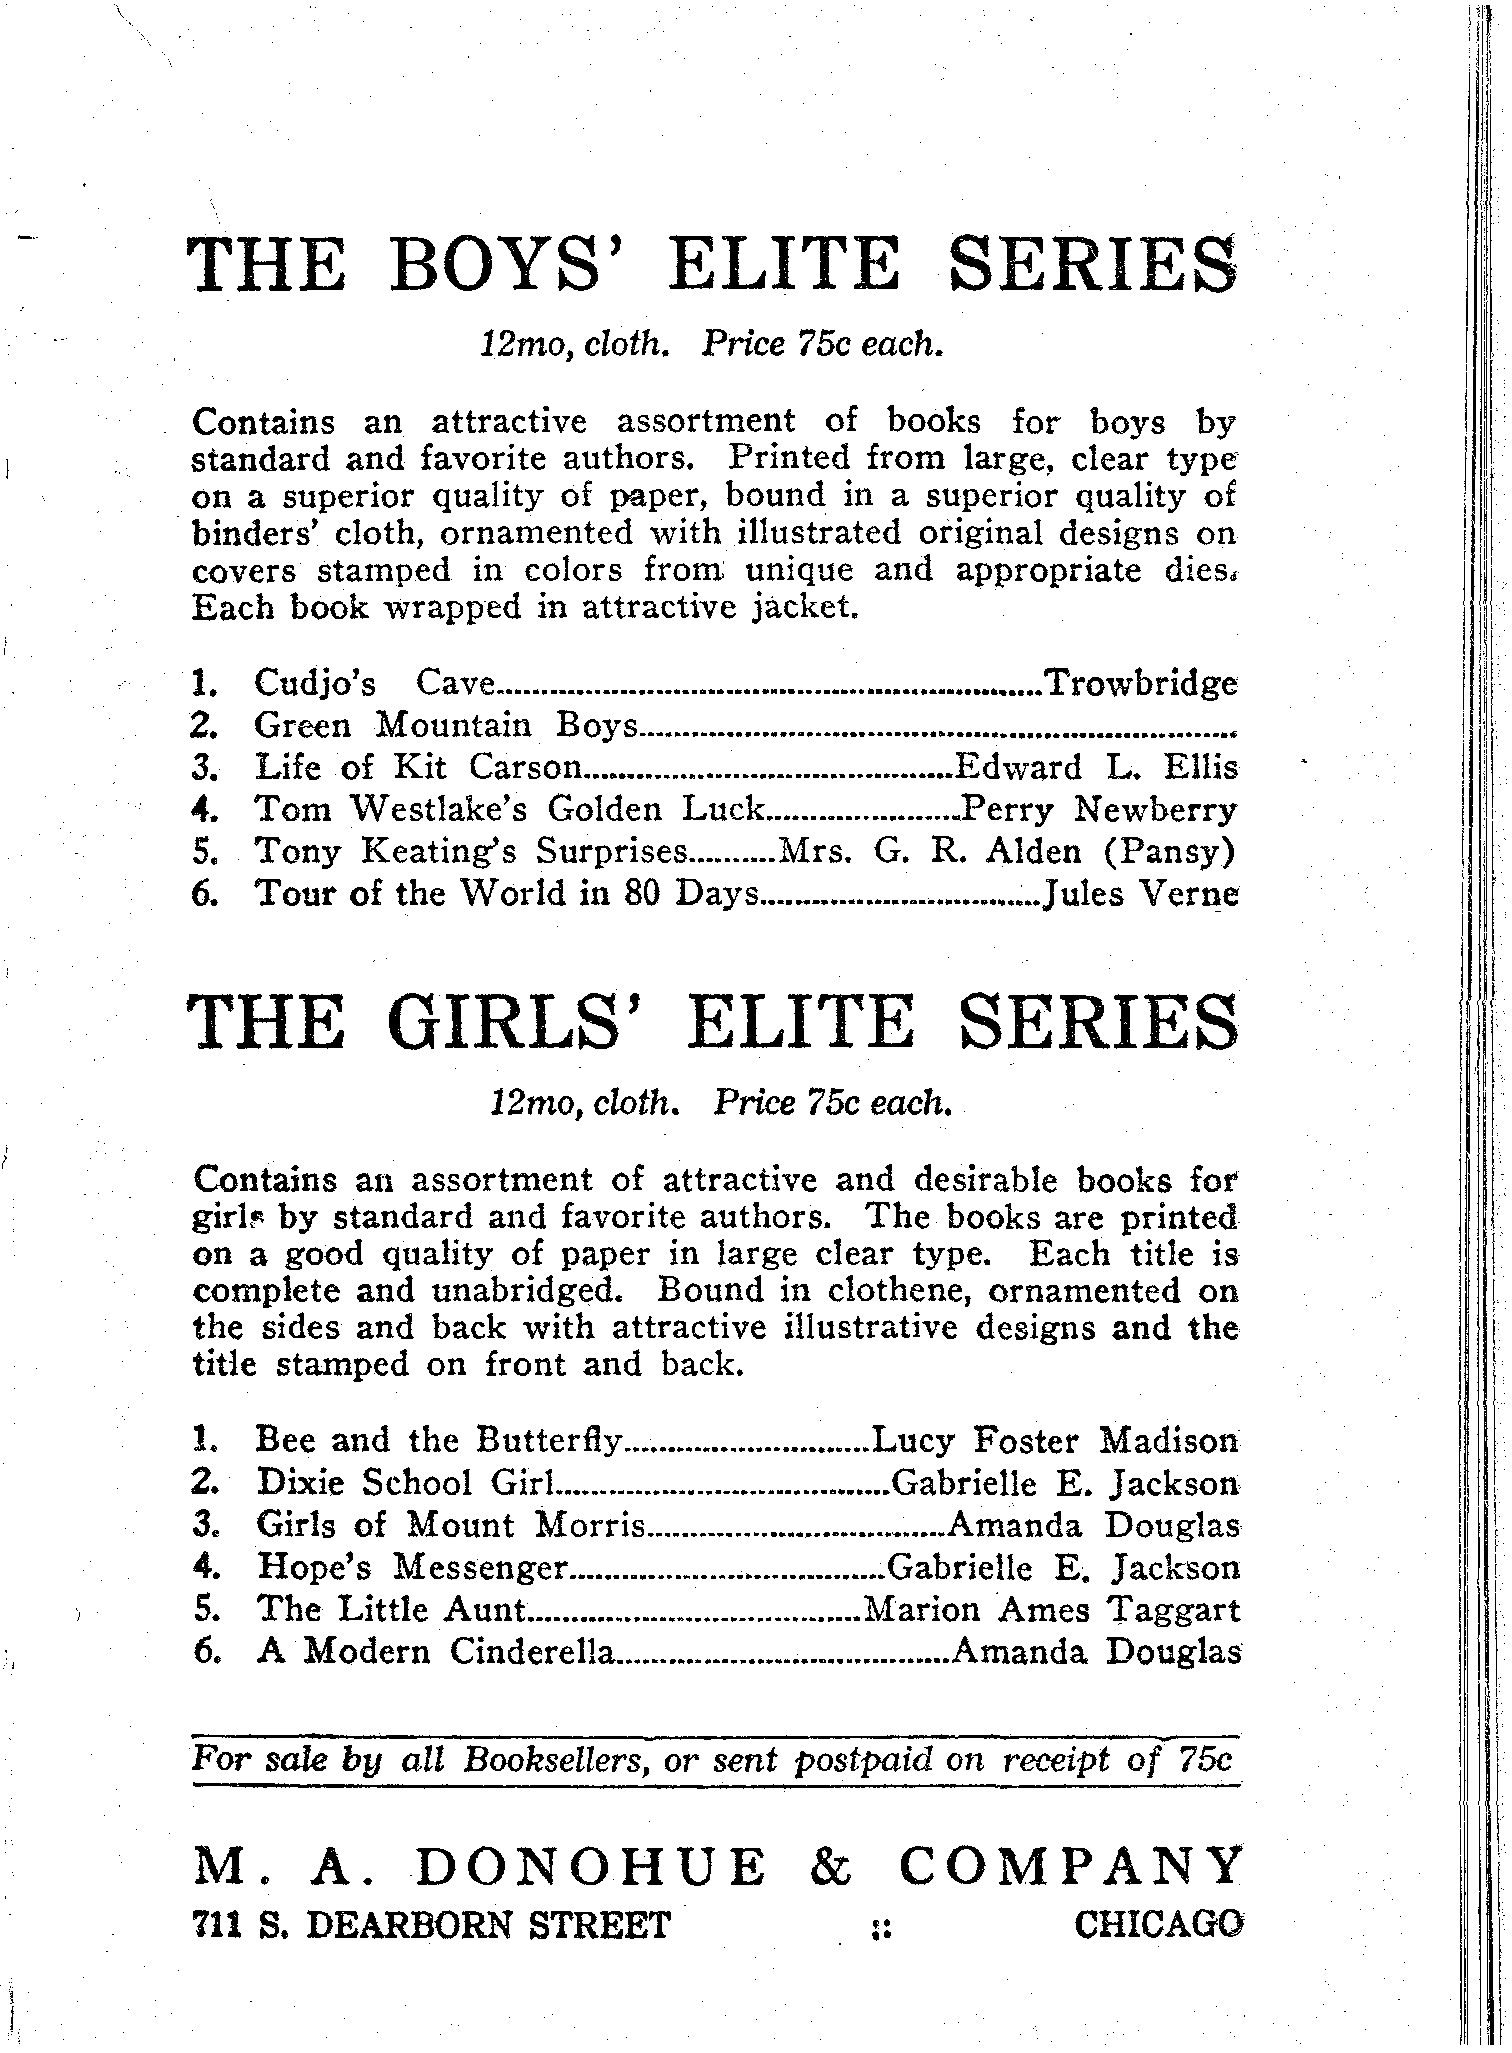 THE BOYS' ELITE SERIES
12mo, cloth. Price 75c each.
Contains an attractive assortment of books for boys by
standard and favorite authors. Printed from large, clear type
on a superior quality of paper, bound in a superior quality of
binders' cloth, ornamented with illustrated original designs on
covers stamped in colors from unique and appropriate dies.
Each book wrapped in attractive jacket.
1. Cudjo's Cave..........Trowbridge
2. Green Mountain Boys..........
3. Life of Kit Carson..........Edward L. Ellis
4. Tom Westlake's Golden Luck..........Perry Newberry
5. Tony Keating's Surprises..........Mrs. G. R. Alden (Pansy)
6. Tour of the World in 80 Days..........Jules Verne
THE GIRLS' ELITE SERIES
12mo, cloth. Price 75c each.
Contains an assortment of attractive and desirable books for
girls by standard and favorite authors. The books are printed
on a good quality of paper in large clear type. Each title is
complete and unabridged. Bound in clothene, ornamented on
the sides and back with attractive illustrative designs and the
title stamped on front and back.
1. Bee and the Butterfly..........Lucy Foster Madison
2. Dixie School Girl..........Gabrielle E. Jackson
3. Girls of Mount Morris..........Amanda Douglas
4. Hope's Messenger..........Gabrielle E. Jackson
5. The Little Aunt..........Marion Ames Taggart
6. A Modern Cinderella..........Amanda Douglas
For sale by all Booksellers, or sent postpaid on receipt of 75c
M. A. DONOHUE & COMPANY
711 S. DEARBORN STREET :: CHICAGO